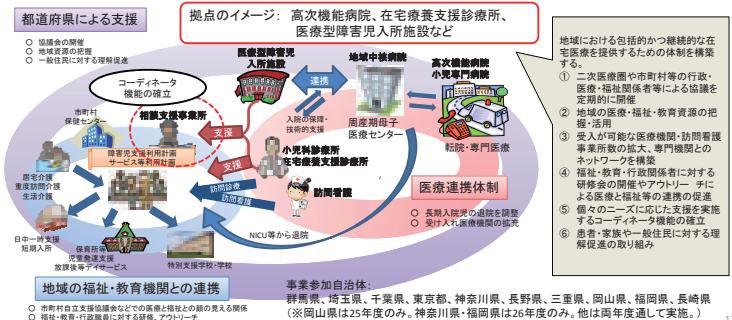 都道府県による支援
○ 協議会の開催
○ 地域資源の把握
○ 一般住民に対する理解促進
拠点のイメージ： 高次機能病院、在宅療養支援診療所、
医療型障害児入所施設など
コーディネータ
機能の確立
医療型障害児
入所施設
連携
地域中核病院
高次機能病院
小児専門病院
市町村
保健センター
相談支援事業所
支援
入院の保障・
技術的支援
周産期母子
医療センター
転院・専門医療
障害児支援利用計画
サービス等利用計画
支援
小児科診療所
在宅療養支援診療所
居宅介護
重度訪問介護
生活介護
訪問診療
訪問看護
訪問看護
医療連携体制
○ 長期入院児の退院を調整
○ 受け入れ医療機関の拡充
日中一時支援
短期入所
保育所等
児童発達支援
放課後等デイサービス
特別支援学校・学校
NICU等から退院
地域の福祉・教育機関との連携
○ 市町村自立支援協議会などでの医療と福祉との顔の見える関係
○ 福祉・教育・行政職員に対する研修、アウトリーチ
事業参加自治体：
群馬県、埼玉県、千葉県、東京都、神奈川県、長野県、三重県、岡山県、福岡県、長崎県
（※岡山県は25年度のみ。神奈川県・福岡県は26年度のみ。他は両年度通して実施。）
地域における包括的かつ継続的な在
宅医療を提供するための体制を構築
する。
① 二次医療圏や市町村等の行政・
医療・福祉関係者等による協議を
定期的に開催
② 地域の医療・福祉・教育資源の把
握・活用
③ 受入が可能な医療機関・訪問看護
事業所数の拡大、専門機関との
ネットワークを構築
④ 福祉・教育・行政関係者に対する
研修会の開催やアウトリー チに
よる医療と福祉等の連携の促進
⑤ 個々のニーズに応じた支援を実施
するコーディネータ機能の確立
⑥ 患者・家族や一般住民に対する理
解促進の取り組み